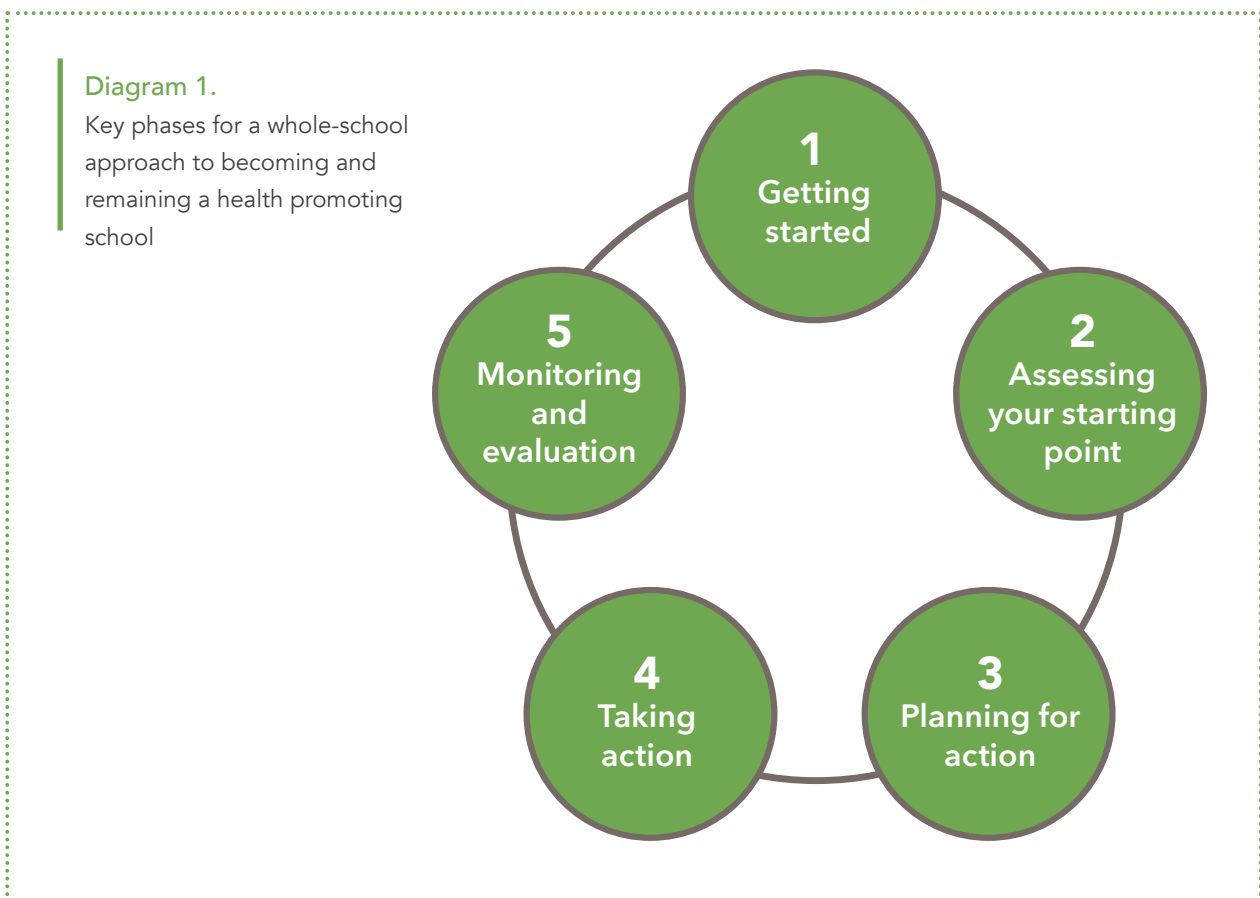 Diagram 1.
Key phases for a whole-school
approach to becoming and
remaining a health promoting
school
1
Getting
started
2
Assessing
your starting
point
3
Planning for
action
4
Taking
action
5
Monitoring
and
evaluation